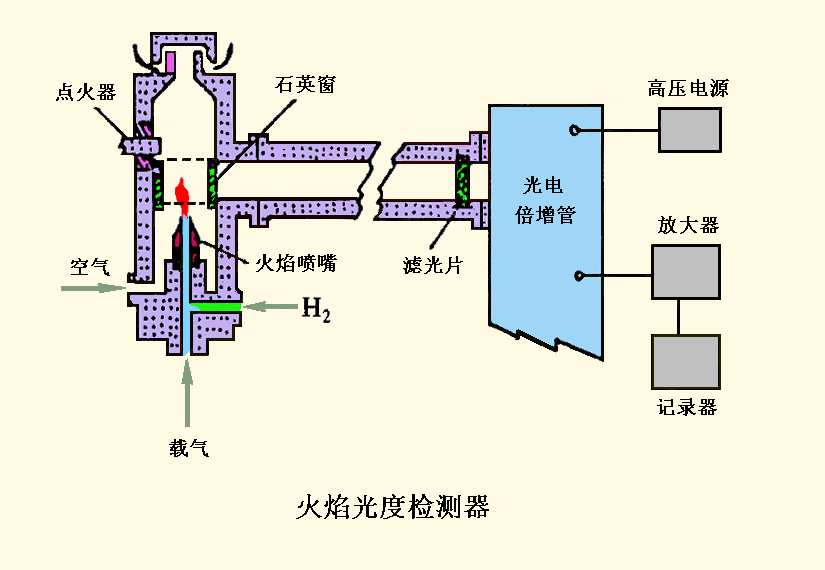 高压电源
石英窗
点火器
光电
倍增管
放大器
火焰喷嘴
滤光片
空气
H₂
记录器
载气
火焰光度检测器